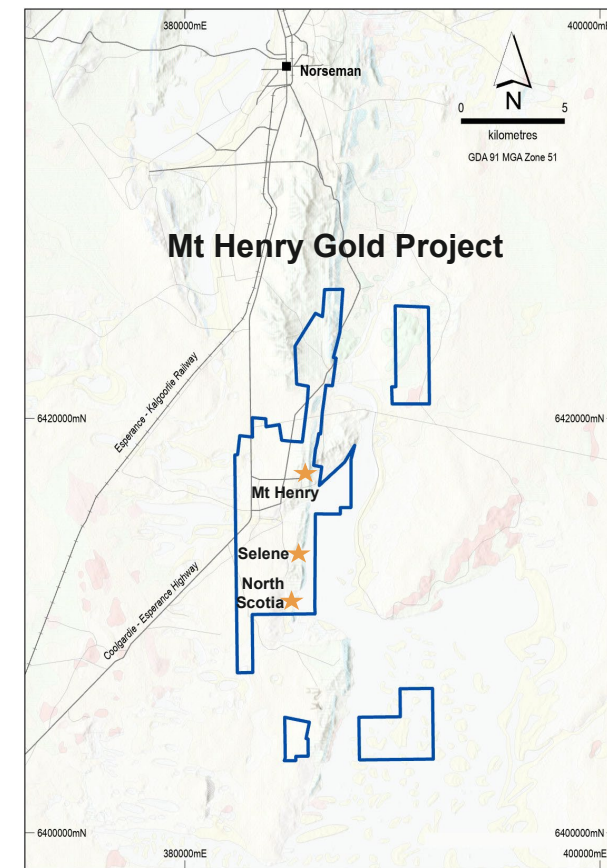 380000mE
400000m
Norseman
N
0
5
kilometres
GDA 91 MGA Zone 51
Mt Henry Gold Project
Esperance - Kalgoorlie Railway
6420000mN
6420000mN
Mt Henry
Selene
Coolgardie - Esperance Highway
North
Scotia
6400000mN
6400000mN
380000mE
400000mE